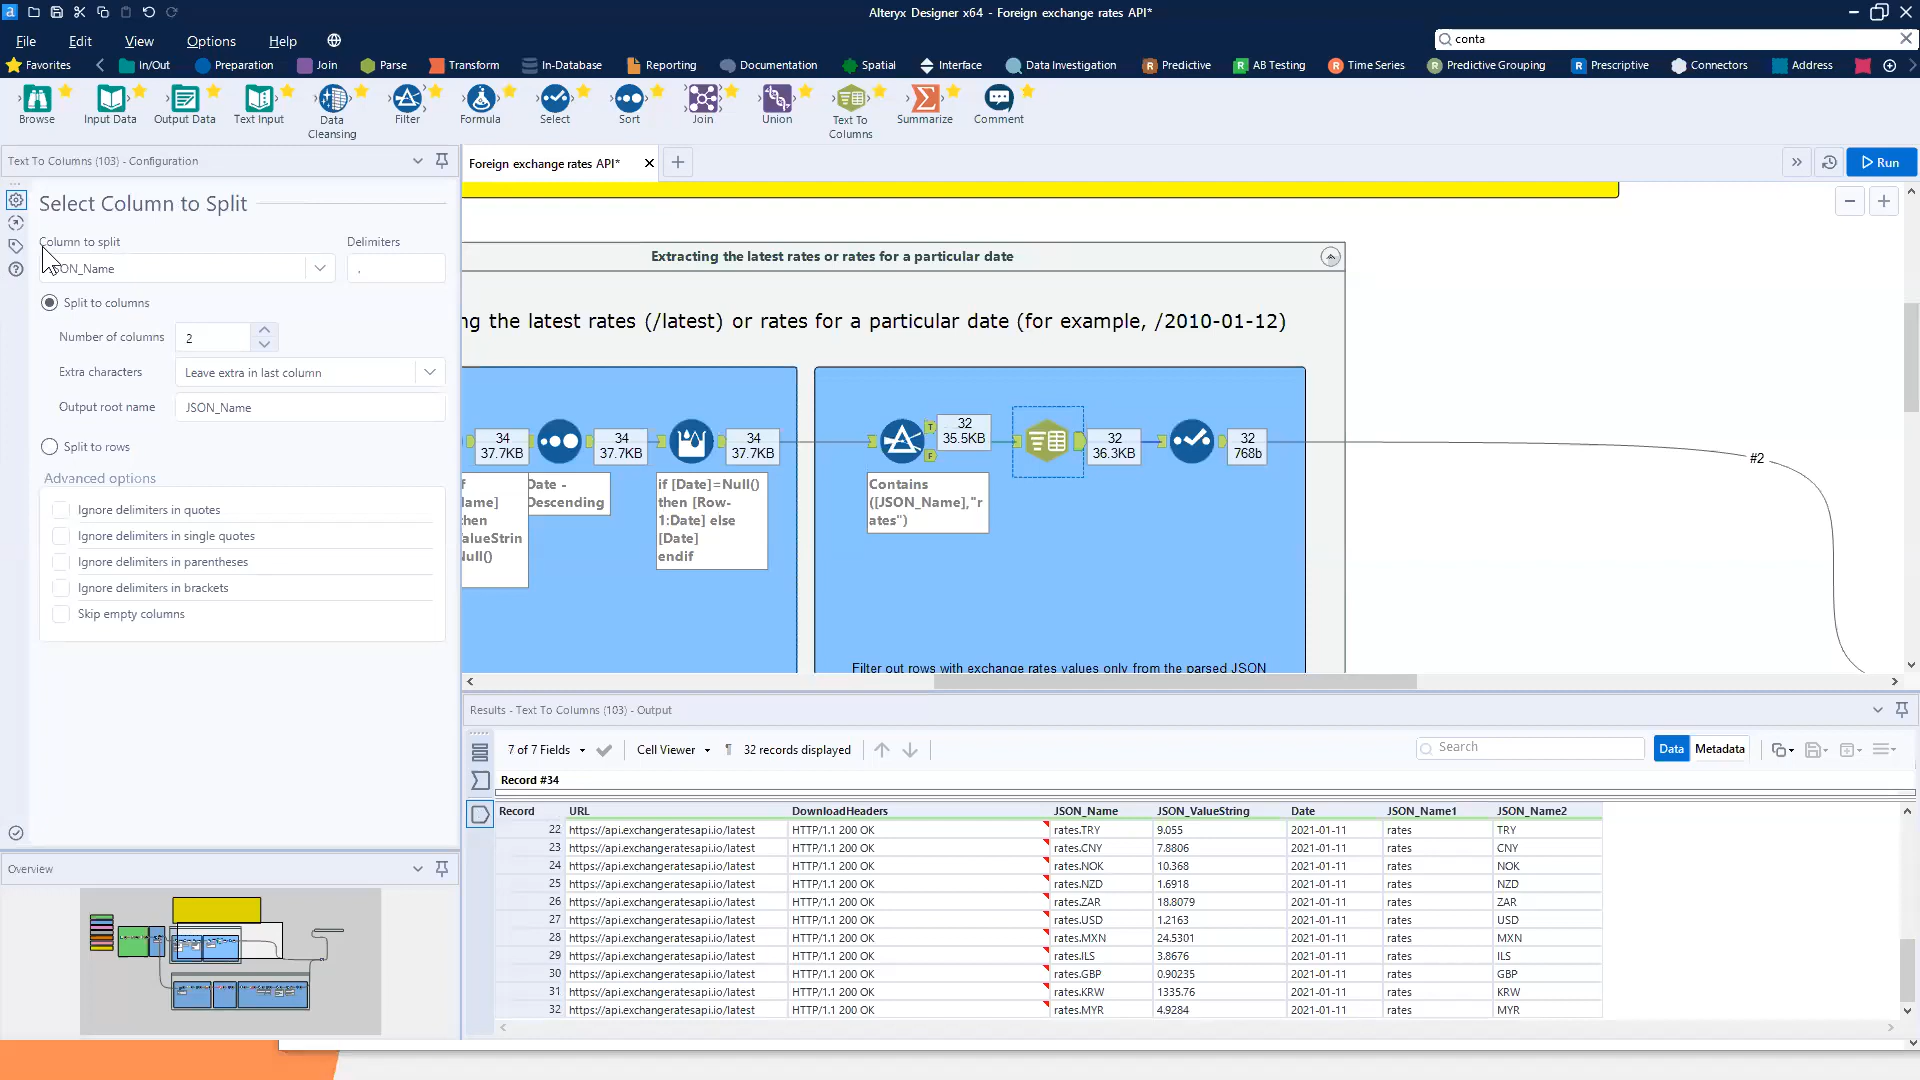 Alteryx Designer x64 - Foreign exchange rates API*
File Edit View Options Help
conta
Favorites In/Out Preparation Join Parse Transform In-Database Reporting Documentation Spatial Interface Data Investigation Predictive AB Testing Time Series Predictive Grouping Prescriptive Connectors Address
Browse Input Data Output Data Text Input Data Cleansing Filter Formula Select Sort Join Union Text To Columns Summarize Comment
Text To Columns (103) - Configuration
Foreign exchange rates API*
Run
Select Column to Split
Column to split
Delimiters
ON_Name
.
Split to columns
Number of columns 2
Extra characters Leave extra in last column
Output root name JSON_Name
Split to rows
Advanced options
Ignore delimiters in quotes
Ignore delimiters in single quotes
Ignore delimiters in parentheses
Ignore delimiters in brackets
Skip empty columns
Extracting the latest rates or rates for a particular date
ng the latest rates (/latest) or rates for a particular date (for example, /2010-01-12)
34
37.7KB
34
37.7KB
34
37.7KB
T
F
32
35.5KB
32
36.3KB
32
768b
#2
f
lame]
then
alueStrin
Null()
Date -
Descending
if [Date]=Null()
then [Row-
1:Date] else
[Date]
endif
Contains
([JSON_Name],"r
ates")
Filter out rows with exchange rates values only from the parsed JSON
Overview
Results - Text To Columns (103) - Output
7 of 7 Fields Cell Viewer 32 records displayed Search Data Metadata
Record #34
Record URL DownloadHeaders JSON_Name JSON_ValueString Date JSON_Name1 JSON_Name2
22 https://api.exchangeratesapi.io/latest HTTP/1.1 200 OK rates.TRY 9.055 2021-01-11 rates TRY
23 https://api.exchangeratesapi.io/latest HTTP/1.1 200 OK rates.CNY 7.8806 2021-01-11 rates CNY
24 https://api.exchangeratesapi.io/latest HTTP/1.1 200 OK rates.NOK 10.368 2021-01-11 rates NOK
25 https://api.exchangeratesapi.io/latest HTTP/1.1 200 OK rates.NZD 1.6918 2021-01-11 rates NZD
26 https://api.exchangeratesapi.io/latest HTTP/1.1 200 OK rates.ZAR 18.8079 2021-01-11 rates ZAR
27 https://api.exchangeratesapi.io/latest HTTP/1.1 200 OK rates.USD 1.2163 2021-01-11 rates USD
28 https://api.exchangeratesapi.io/latest HTTP/1.1 200 OK rates.MXN 24.5301 2021-01-11 rates MXN
29 https://api.exchangeratesapi.io/latest HTTP/1.1 200 OK rates.ILS 3.8676 2021-01-11 rates ILS
30 https://api.exchangeratesapi.io/latest HTTP/1.1 200 OK rates.GBP 0.90235 2021-01-11 rates GBP
31 https://api.exchangeratesapi.io/latest HTTP/1.1 200 OK rates.KRW 1335.76 2021-01-11 rates KRW
32 https://api.exchangeratesapi.io/latest HTTP/1.1 200 OK rates.MYR 4.9284 2021-01-11 rates MYR